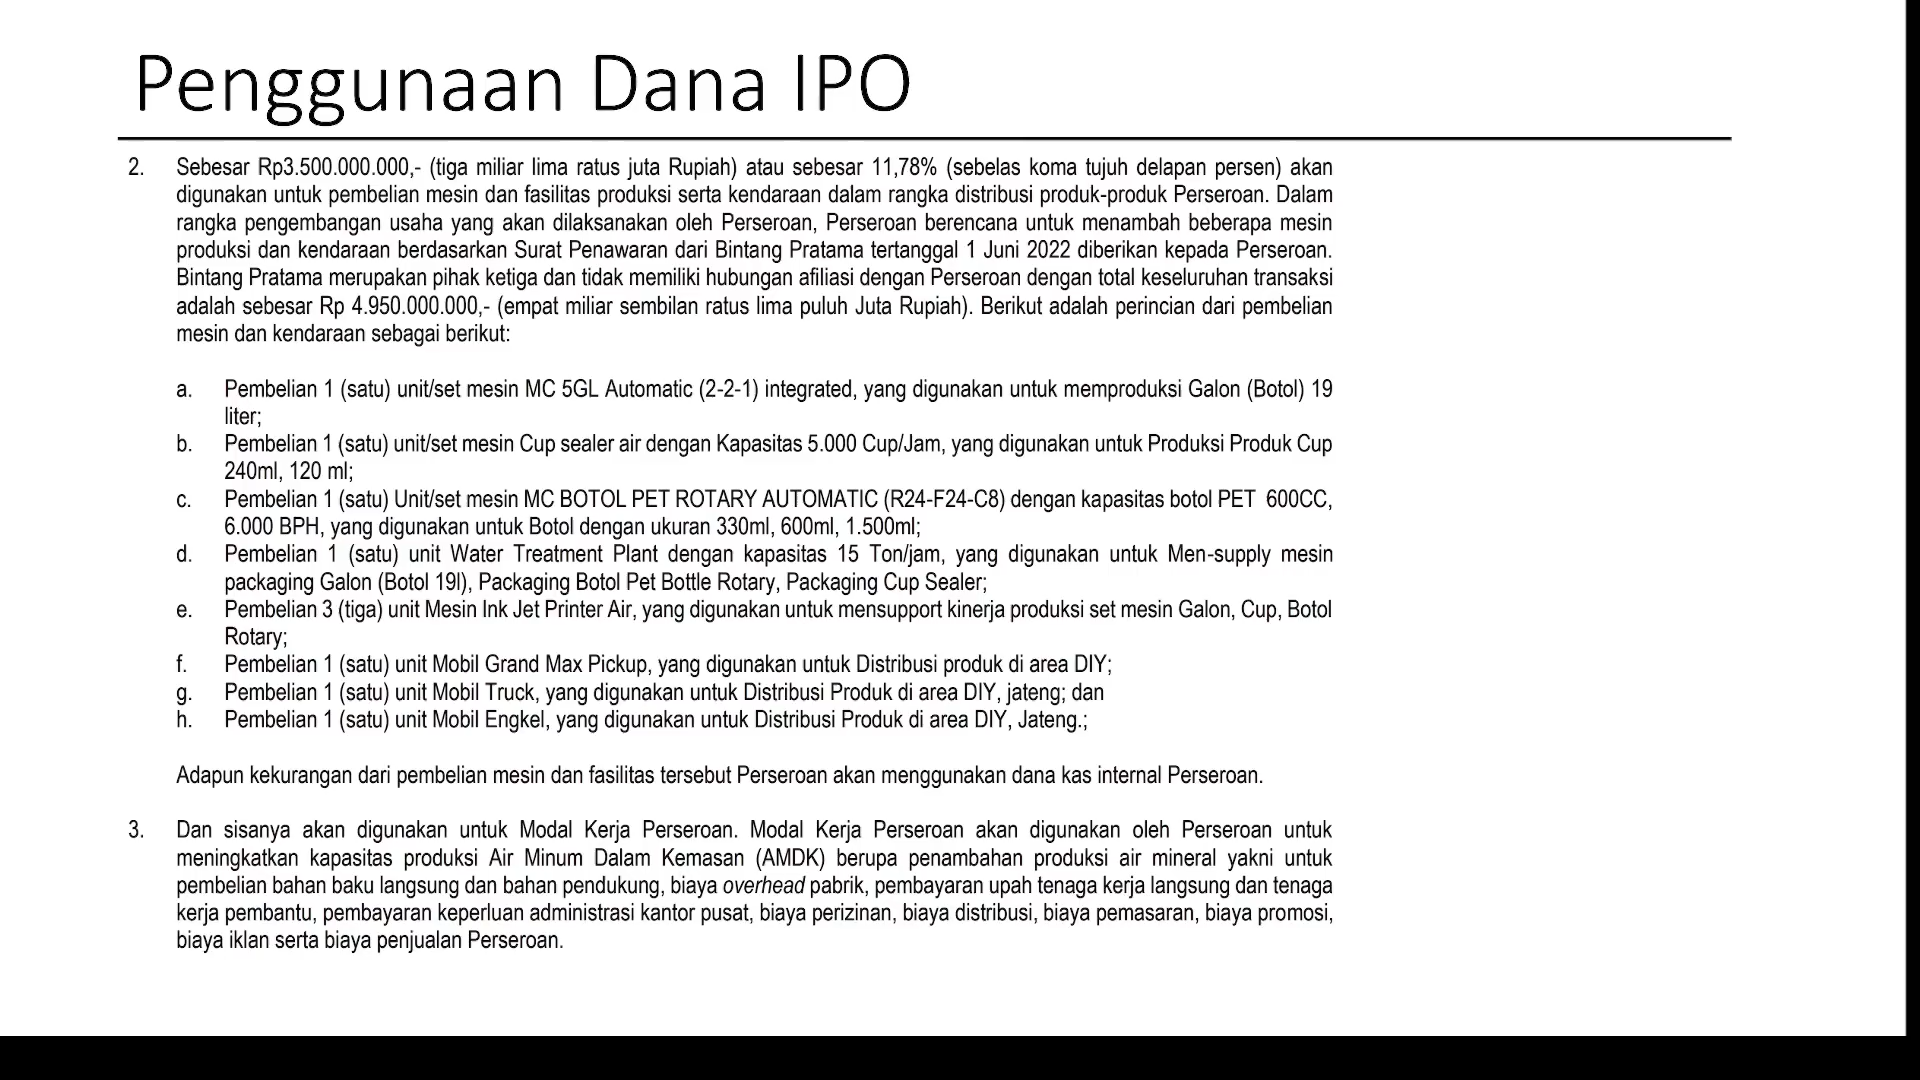 Penggunaan Dana IPO
2. Sebesar Rp3.500.000.000,- (tiga miliar lima ratus juta Rupiah) atau sebesar 11,78% (sebelas koma tujuh delapan persen) akan
digunakan untuk pembelian mesin dan fasilitas produksi serta kendaraan dalam rangka distribusi produk-produk Perseroan. Dalam
rangka pengembangan usaha yang akan dilaksanakan oleh Perseroan, Perseroan berencana untuk menambah beberapa mesin
produksi dan kendaraan berdasarkan Surat Penawaran dari Bintang Pratama tertanggal 1 Juni 2022 diberikan kepada Perseroan.
Bintang Pratama merupakan pihak ketiga dan tidak memiliki hubungan afiliasi dengan Perseroan dengan total keseluruhan transaksi
adalah sebesar Rp 4.950.000.000,- (empat miliar sembilan ratus lima puluh Juta Rupiah). Berikut adalah perincian dari pembelian
mesin dan kendaraan sebagai berikut:
a. Pembelian 1 (satu) unit/set mesin MC 5GL Automatic (2-2-1) integrated, yang digunakan untuk memproduksi Galon (Botol) 19
liter;
b. Pembelian 1 (satu) unit/set mesin Cup sealer air dengan Kapasitas 5.000 Cup/Jam, yang digunakan untuk Produksi Produk Cup
240ml, 120 ml;
c. Pembelian 1 (satu) Unit/set mesin MC BOTOL PET ROTARY AUTOMATIC (R24-F24-C8) dengan kapasitas botol PET 600CC,
6.000 BPH, yang digunakan untuk Botol dengan ukuran 330ml, 600ml, 1.500ml;
d. Pembelian 1 (satu) unit Water Treatment Plant dengan kapasitas 15 Ton/jam, yang digunakan untuk Men-supply mesin
packaging Galon (Botol 19l), Packaging Botol Pet Bottle Rotary, Packaging Cup Sealer;
e. Pembelian 3 (tiga) unit Mesin Ink Jet Printer Air, yang digunakan untuk mensupport kinerja produksi set mesin Galon, Cup, Botol
Rotary;
f. Pembelian 1 (satu) unit Mobil Grand Max Pickup, yang digunakan untuk Distribusi produk di area DIY;
g. Pembelian 1 (satu) unit Mobil Truck, yang digunakan untuk Distribusi Produk di area DIY, jateng; dan
h. Pembelian 1 (satu) unit Mobil Engkel, yang digunakan untuk Distribusi Produk di area DIY, Jateng.;
Adapun kekurangan dari pembelian mesin dan fasilitas tersebut Perseroan akan menggunakan dana kas internal Perseroan.
3. Dan sisanya akan digunakan untuk Modal Kerja Perseroan. Modal Kerja Perseroan akan digunakan oleh Perseroan untuk
meningkatkan kapasitas produksi Air Minum Dalam Kemasan (AMDK) berupa penambahan produksi air mineral yakni untuk
pembelian bahan baku langsung dan bahan pendukung, biaya overhead pabrik, pembayaran upah tenaga kerja langsung dan tenaga
kerja pembantu, pembayaran keperluan administrasi kantor pusat, biaya perizinan, biaya distribusi, biaya pemasaran, biaya promosi,
biaya iklan serta biaya penjualan Perseroan.